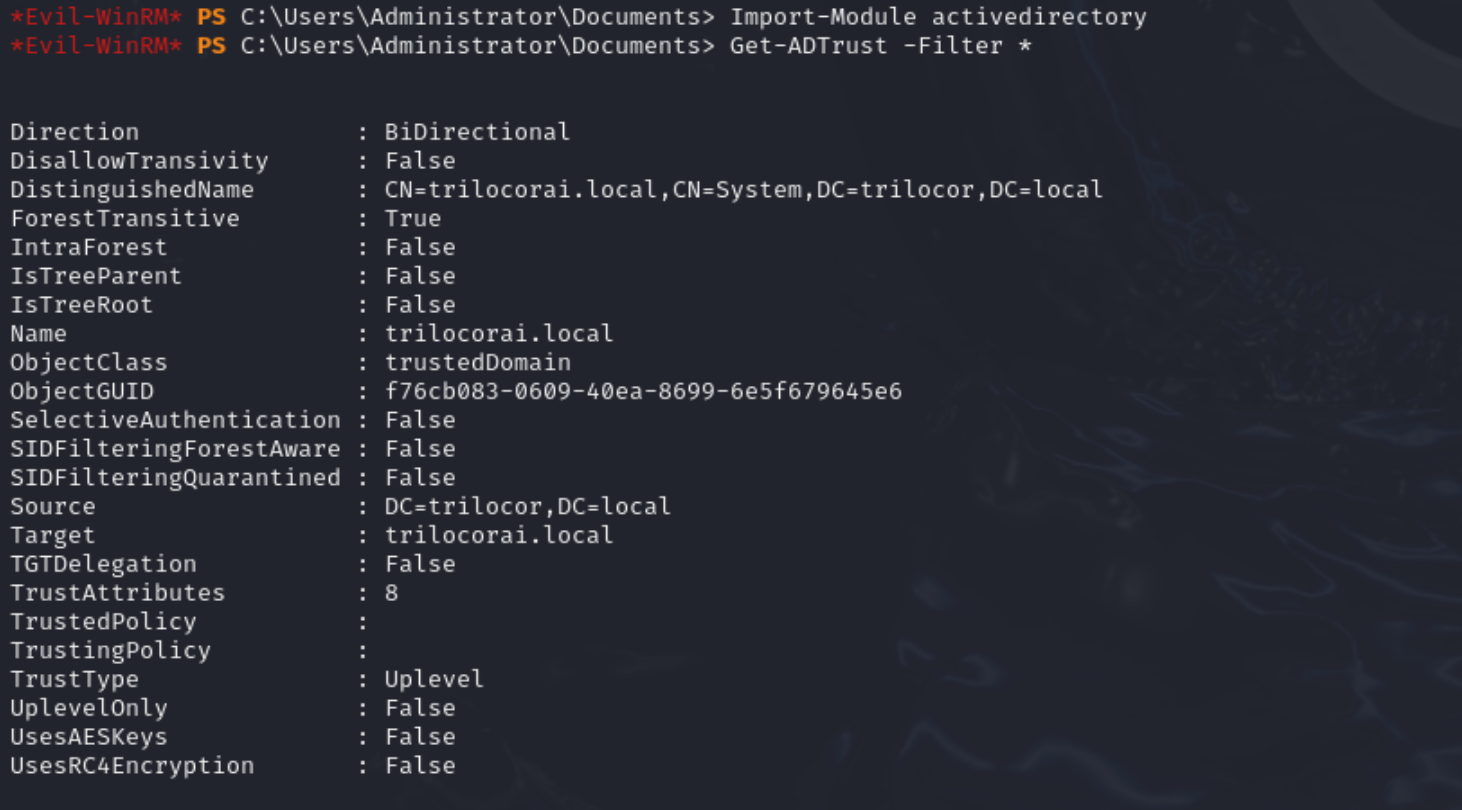 *Evil-WinRM* PS C:\Users\Administrator\Documents> Import-Module activedirectory
*Evil-WinRM* PS C:\Users\Administrator\Documents> Get-ADTrust -Filter *
Direction : BiDirectional
DisallowTransivity : False
DistinguishedName : CN=trilocorai.local,CN=System,DC=trilocor,DC=local
ForestTransitive : True
IntraForest : False
IsTreeParent : False
IsTreeRoot : False
Name : trilocorai.local
ObjectClass : trustedDomain
ObjectGUID : f76cb083-0609-40ea-8699-6e5f679645e6
SelectiveAuthentication : False
SIDFilteringForestAware : False
SIDFilteringQuarantined : False
Source : DC=trilocor,DC=local
Target : trilocorai.local
TGTDelegation : False
TrustAttributes : 8
TrustedPolicy :
TrustingPolicy :
TrustType : Uplevel
UplevelOnly : False
UsesAESKeys : False
UsesRC4Encryption : False